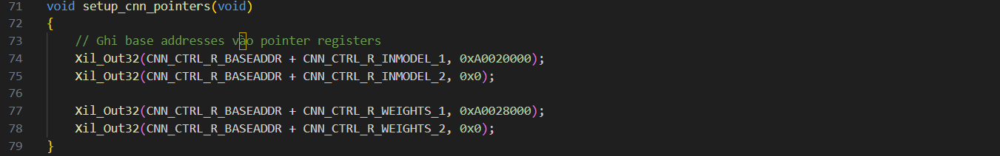 71 void setup_cnn_pointers(void)
72 {
73 // Ghi base addresses vào pointer registers
74 Xil_Out32(CNN_CTRL_R_BASEADDR + CNN_CTRL_R_INMODEL_1, 0xA0020000);
75 Xil_Out32(CNN_CTRL_R_BASEADDR + CNN_CTRL_R_INMODEL_2, 0x0);
76
77 Xil_Out32(CNN_CTRL_R_BASEADDR + CNN_CTRL_R_WEIGHTS_1, 0xA0028000);
78 Xil_Out32(CNN_CTRL_R_BASEADDR + CNN_CTRL_R_WEIGHTS_2, 0x0);
79 }